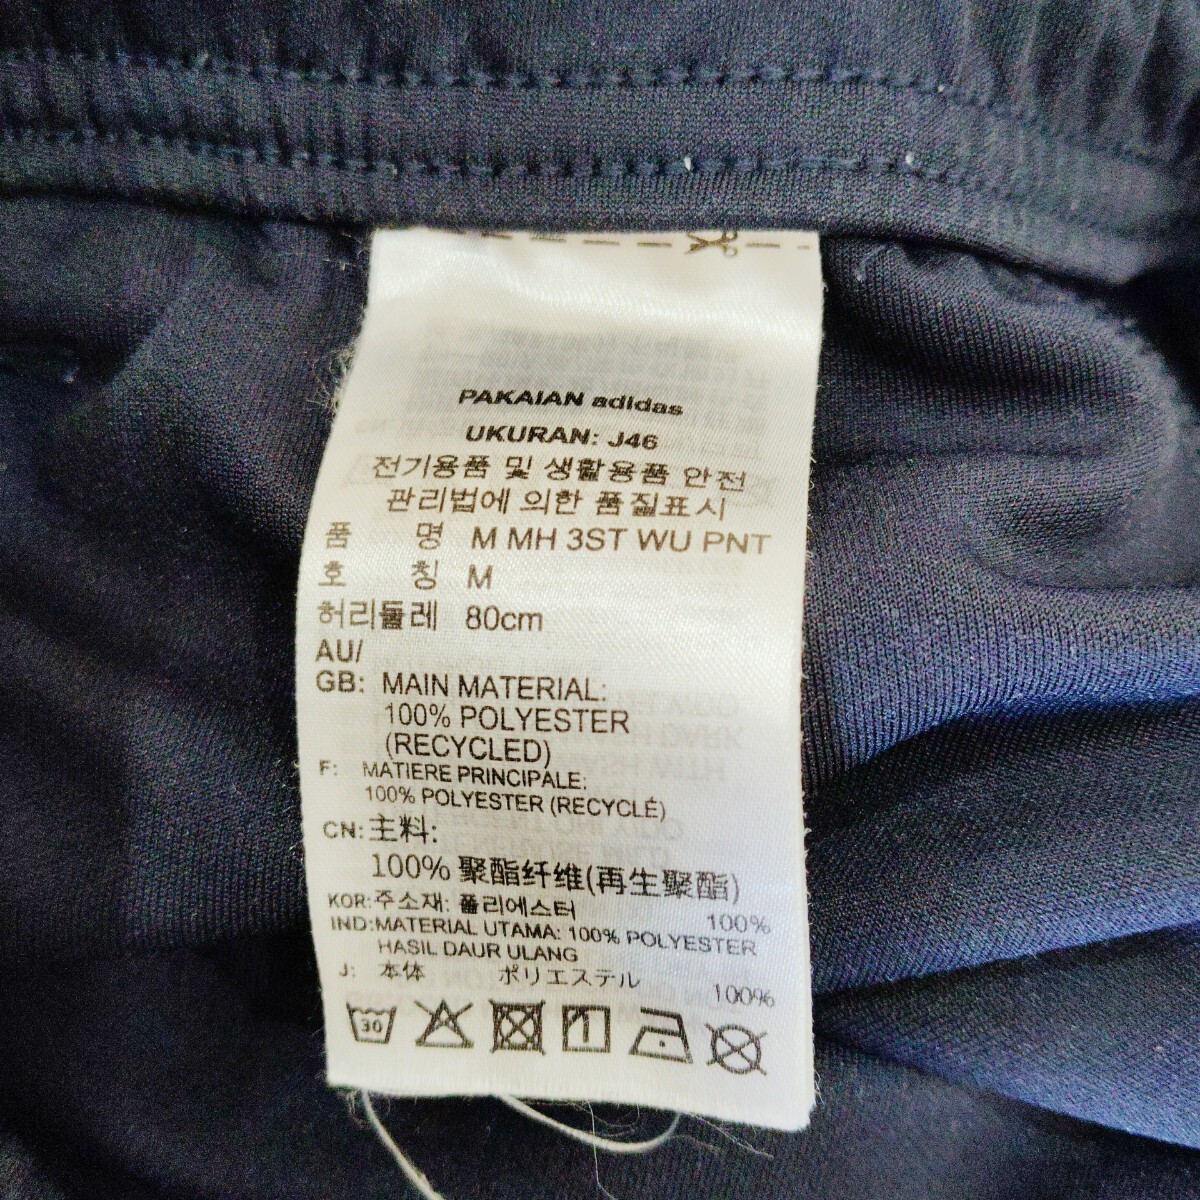 PAKAIAN adidas
UKURAN: J46
전기용품 및 생활용품 안전
관리법에 의한 품질표시
품 명 M MH 3ST WU PNT
호 칭 M
허리둘레 80cm
AU/
GB: MAIN MATERIAL:
100% POLYESTER
(RECYCLED)
F: MATIERE PRINCIPALE:
100% POLYESTER (RECYCLÉ)
CN: 主料:
100% 聚酯纤维(再生聚酯)
KOR: 주소재: 폴리에스터 100%
IND: MATERIAL UTAMA: 100% POLYESTER
HASIL DAUR ULANG
J: 本体 ポリエステル 100%
30